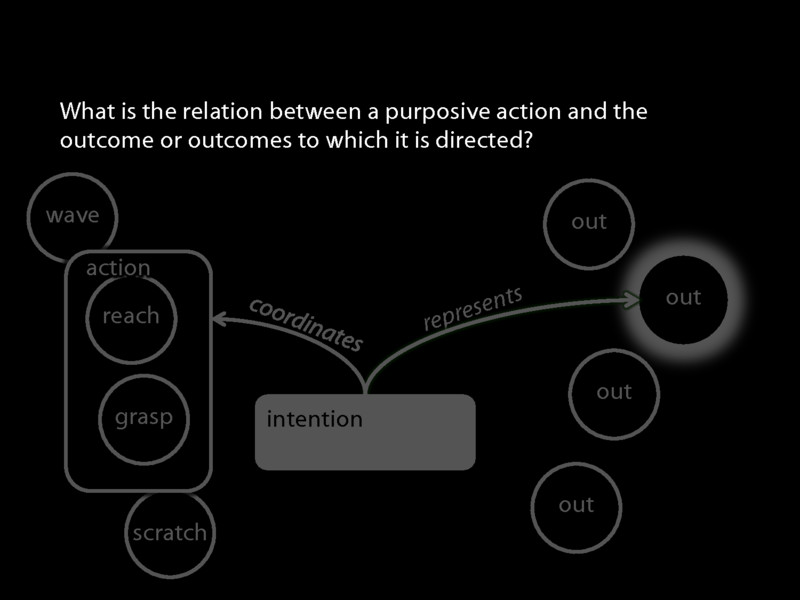 What is the relation between a purposive action and the
outcome or outcomes to which it is directed?
wave
action
reach
grasp
scratch
coordinates
intention
represents
out
out
out
out